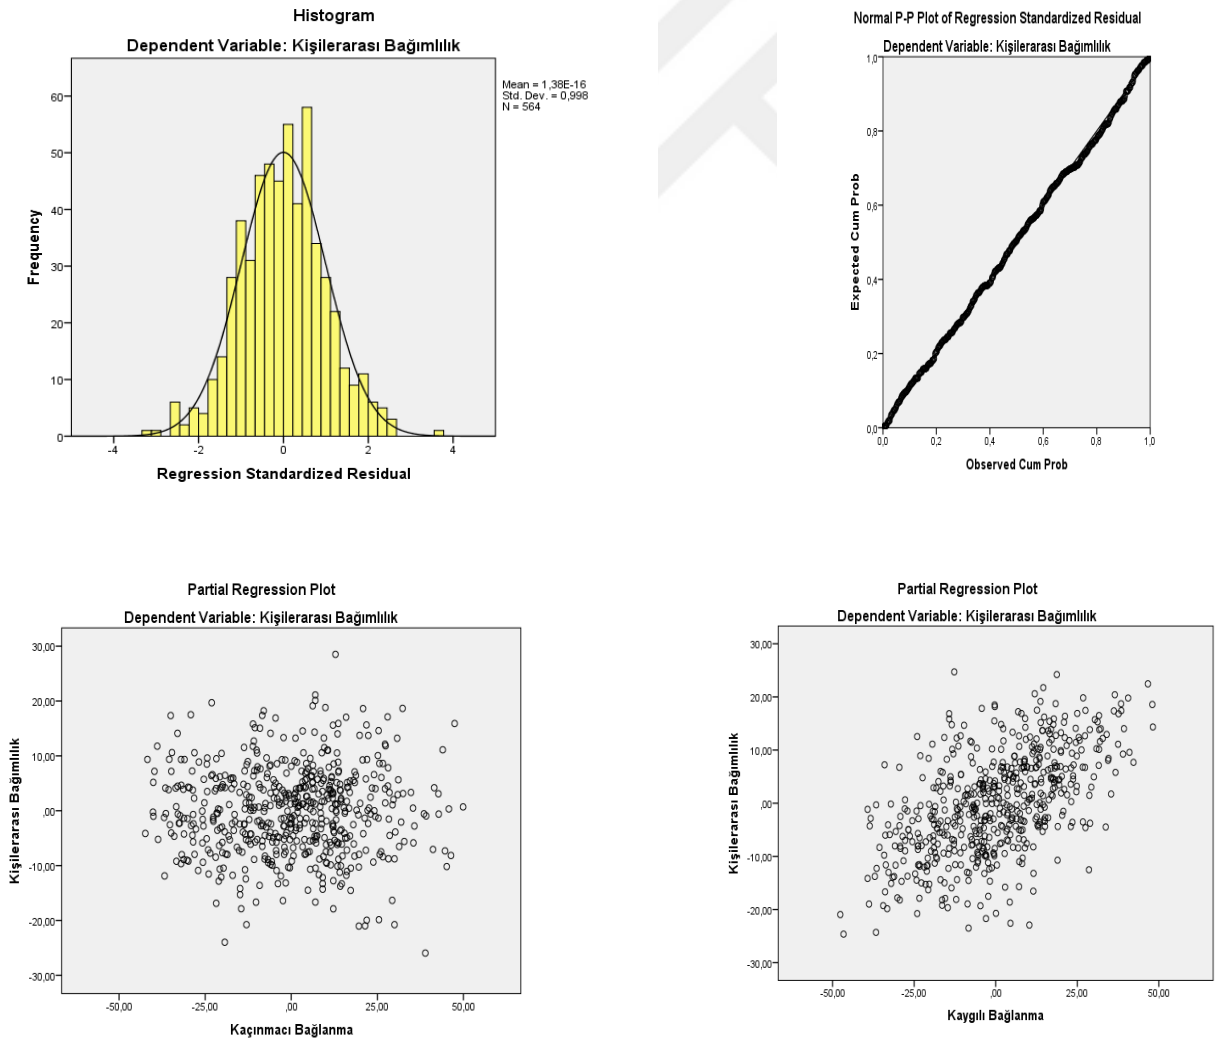 Histogram
Dependent Variable: Kişilerarası Bağımlılık
Mean = 1,38E-16
Std. Dev. = 0,998
N = 564
Frequency
60
50
40
30
20
10
0
-4
-2
0
2
4
Regression Standardized Residual
Normal P-P Plot of Regression Standardized Residual
Dependent Variable: Kişilerarası Bağımlılık
Expected Cum Prob
1,0
0,8
0,6
0,4
0,2
0,0
0,0
0,2
0,4
0,6
0,8
1,0
Observed Cum Prob
Partial Regression Plot
Dependent Variable: Kişilerarası Bağımlılık
Kişilerarası Bağımlılık
30,00
20,00
10,00
,00
-10,00
-20,00
-30,00
-50,00
-25,00
,00
25,00
50,00
Kaçınmacı Bağlanma
Partial Regression Plot
Dependent Variable: Kişilerarası Bağımlılık
Kişilerarası Bağımlılık
30,00
20,00
10,00
,00
-10,00
-20,00
-30,00
-50,00
-25,00
,00
25,00
50,00
Kaygılı Bağlanma